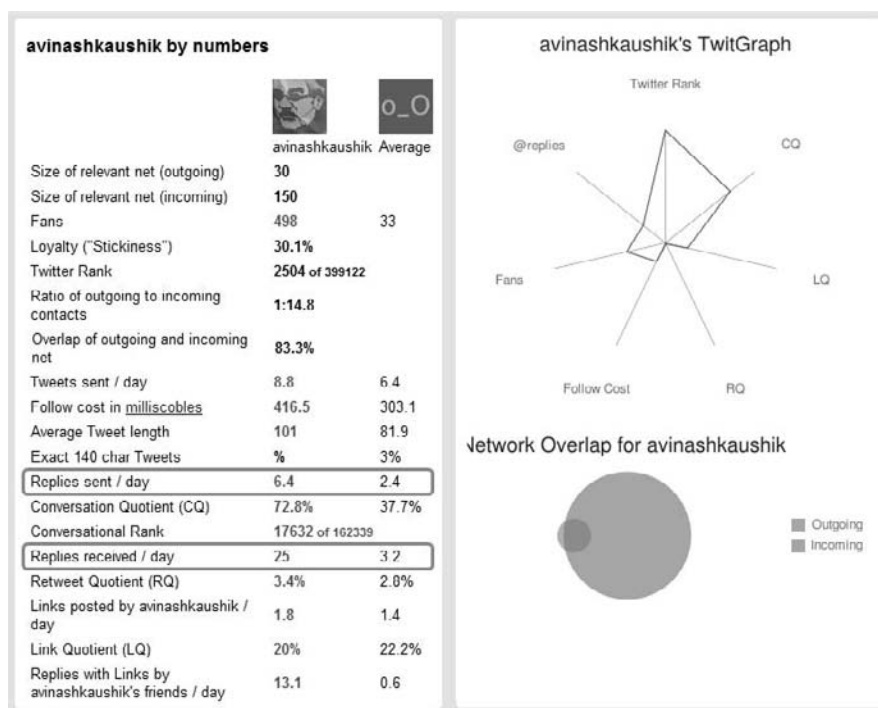 avinashkaushik by numbers
o_O
avinashkaushik Average
Size of relevant net (outgoing) 30
Size of relevant net (incoming) 150
Fans 498 33
Loyalty ("Stickiness") 30.1%
Twitter Rank 2504 of 399122
Ratio of outgoing to incoming
contacts 1:14.8
Overlap of outgoing and incoming
net 83.3%
Tweets sent / day 8.8 6.4
Follow cost in milliscobles 416.5 303.1
Average Tweet length 101 81.9
Exact 140 char Tweets % 3%
Replies sent / day 6.4 2.4
Conversation Quotient (CQ) 72.8% 37.7%
Conversational Rank 17632 of 162339
Replies received / day 25 3.2
Retweet Quotient (RQ) 3.4% 2.8%
Links posted by avinashkaushik /
day 1.8 1.4
Link Quotient (LQ) 20% 22.2%
Replies with Links by
avinashkaushik's friends / day 13.1 0.6
avinashkaushik's TwitGraph
Twitter Rank
@replies CQ
Fans LQ
Follow Cost RQ
Network Overlap for avinashkaushik
Outgoing
Incoming